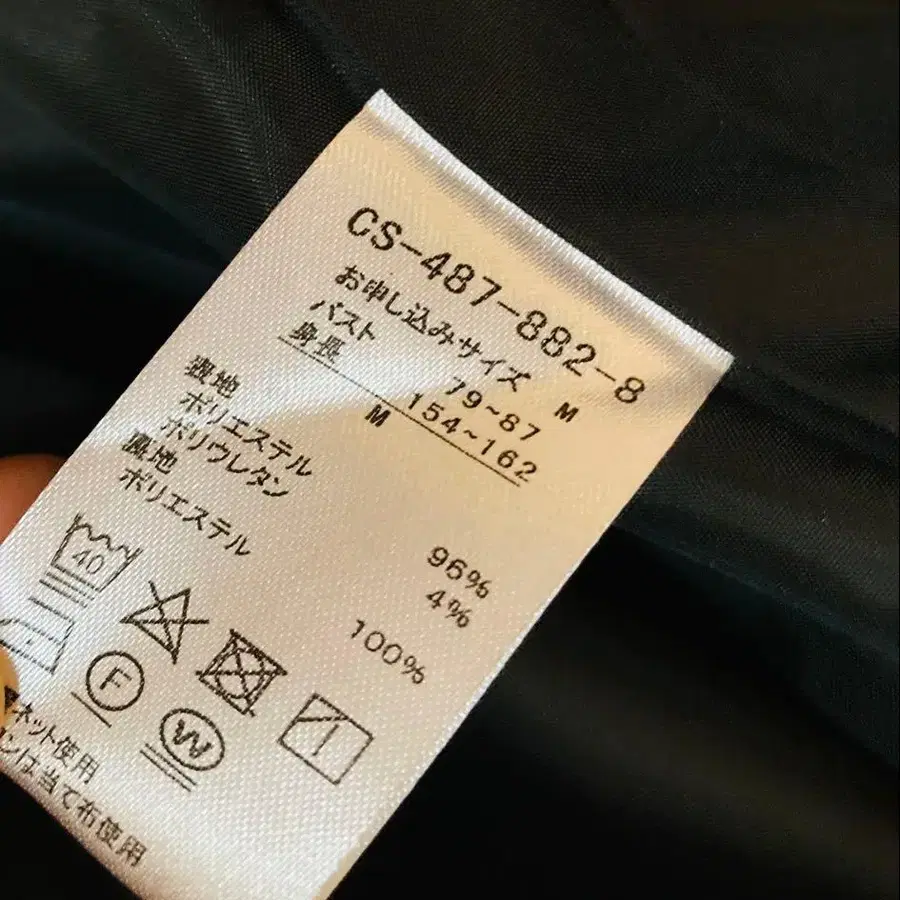 CS-487-882-8
お申し込みサイズ M
バスト 79~87
身長 154~162
M
表地
ポリエステル 96%
ポリウレタン 4%
裏地
ポリエステル 100%
40
F
W
ネット使用
ンは当て布使用